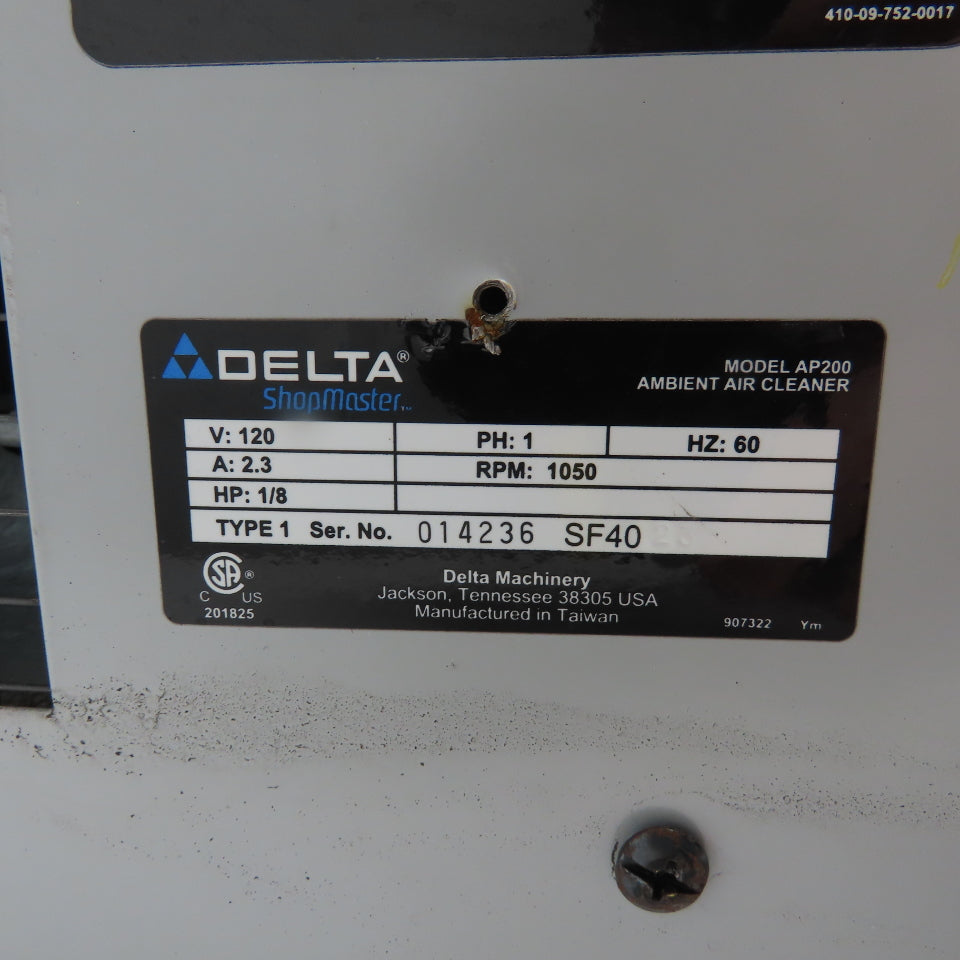 410-09-752-0017
DELTA®
ShopMaster™
MODEL AP200
AMBIENT AIR CLEANER
V: 120 PH: 1 HZ: 60
A: 2.3 RPM: 1050
HP: 1/8
TYPE 1 Ser. No. 014236 SF40
CSA®
C US
201825
Delta Machinery
Jackson, Tennessee 38305 USA
Manufactured in Taiwan
907322 Ym